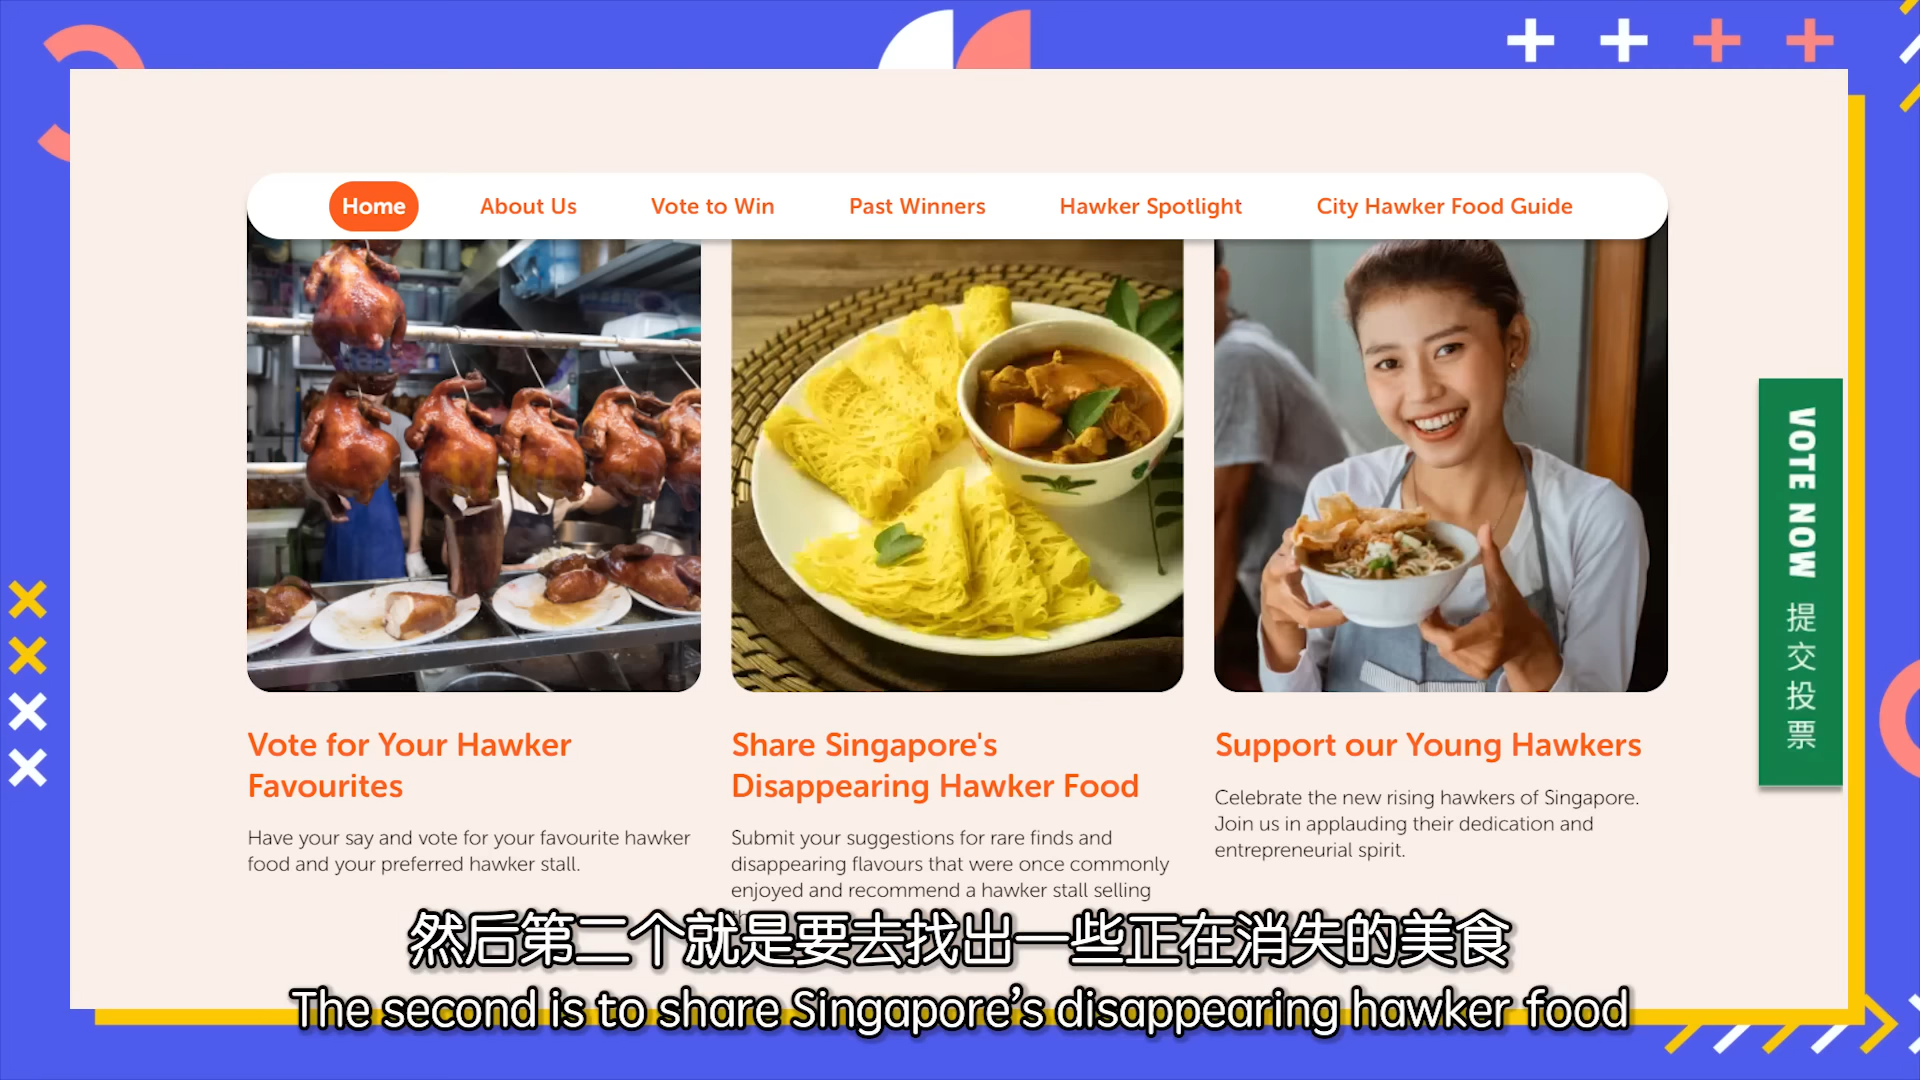 Home
About Us
Vote to Win
Past Winners
Hawker Spotlight
City Hawker Food Guide
Vote for Your Hawker
Favourites
Have your say and vote for your favourite hawker
food and your preferred hawker stall.
Share Singapore's
Disappearing Hawker Food
Submit your suggestions for rare finds and
disappearing flavours that were once commonly
enjoyed and recommend a hawker stall selling
Support our Young Hawkers
Celebrate the new rising hawkers of Singapore.
Join us in applauding their dedication and
entrepreneurial spirit.
VOTE NOW 提交投票
然后第二个就是要去找出一些正在消失的美食
The second is to share Singapore’s disappearing hawker food